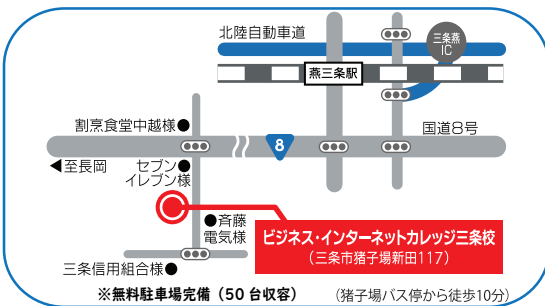 北陸自動車道
三条燕
IC
燕三条駅
割烹食堂中越様●
国道8号
8
◀至長岡
セブン●
イレブン様
●斉藤
電気様
ビジネス・インターネットカレッジ三条校
（三条市猪子場新田117）
三条信用組合様●
※無料駐車場完備（50台収容）
（猪子場バス停から徒歩10分）